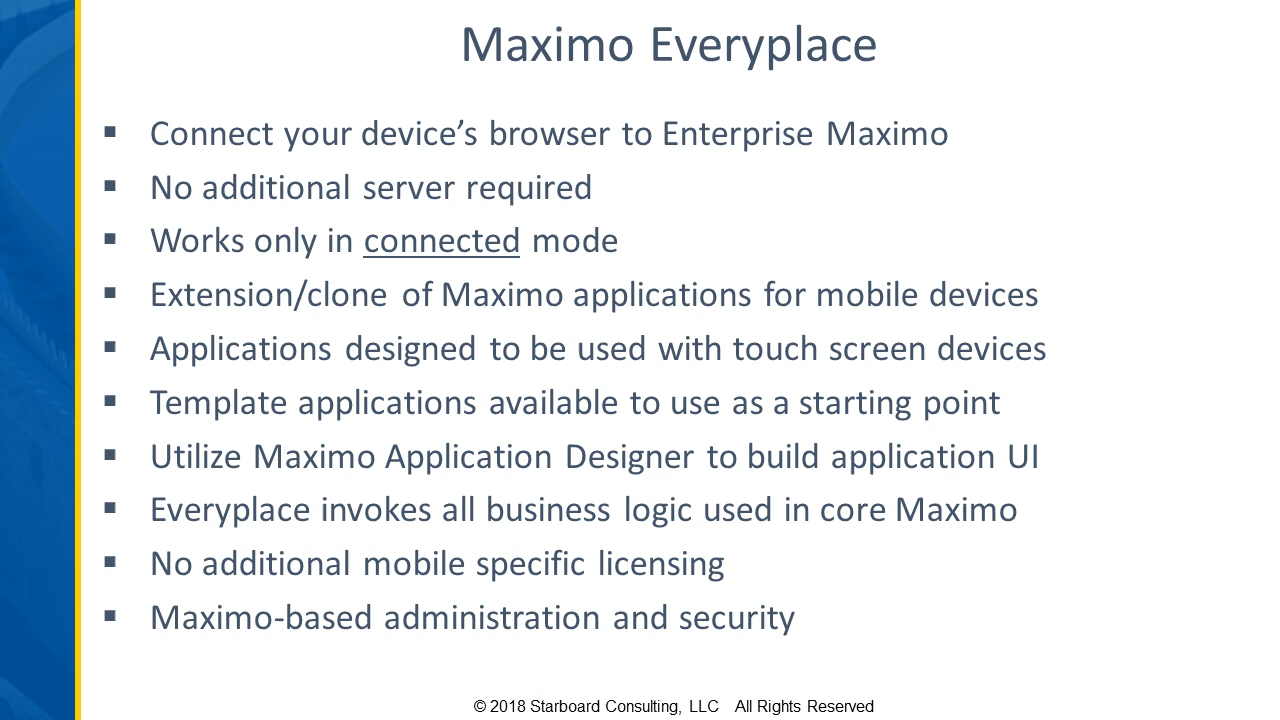 Maximo Everyplace
▪ Connect your device’s browser to Enterprise Maximo
▪ No additional server required
▪ Works only in connected mode
▪ Extension/clone of Maximo applications for mobile devices
▪ Applications designed to be used with touch screen devices
▪ Template applications available to use as a starting point
▪ Utilize Maximo Application Designer to build application UI
▪ Everyplace invokes all business logic used in core Maximo
▪ No additional mobile specific licensing
▪ Maximo-based administration and security
© 2018 Starboard Consulting, LLC All Rights Reserved